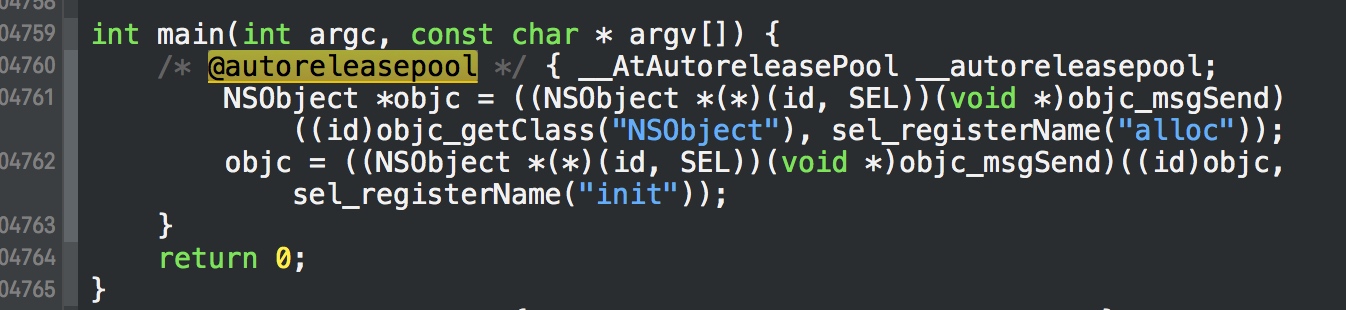 04758
04759 int main(int argc, const char * argv[]) {
04760 /* @autoreleasepool */ { __AtAutoreleasePool __autoreleasepool;
04761 NSObject *objc = ((NSObject *(*)(id, SEL))(void *)objc_msgSend)
((id)objc_getClass("NSObject"), sel_registerName("alloc"));
04762 objc = ((NSObject *(*)(id, SEL))(void *)objc_msgSend)((id)objc,
sel_registerName("init"));
04763 }
04764 return 0;
04765 }